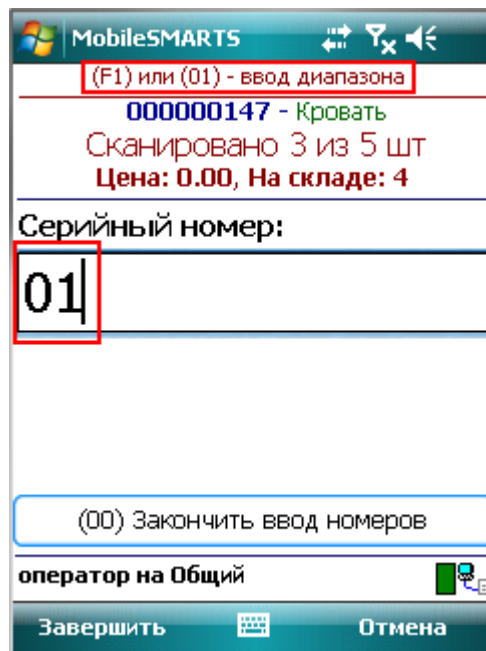 MobileSMARTS
(F1) или (01) - ввод диапазона
000000147 - Кровать
Сканировано 3 из 5 шт
Цена: 0.00, На складе: 4
Серийный номер:
01
(00) Закончить ввод номеров
оператор на Общий
Завершить Отмена